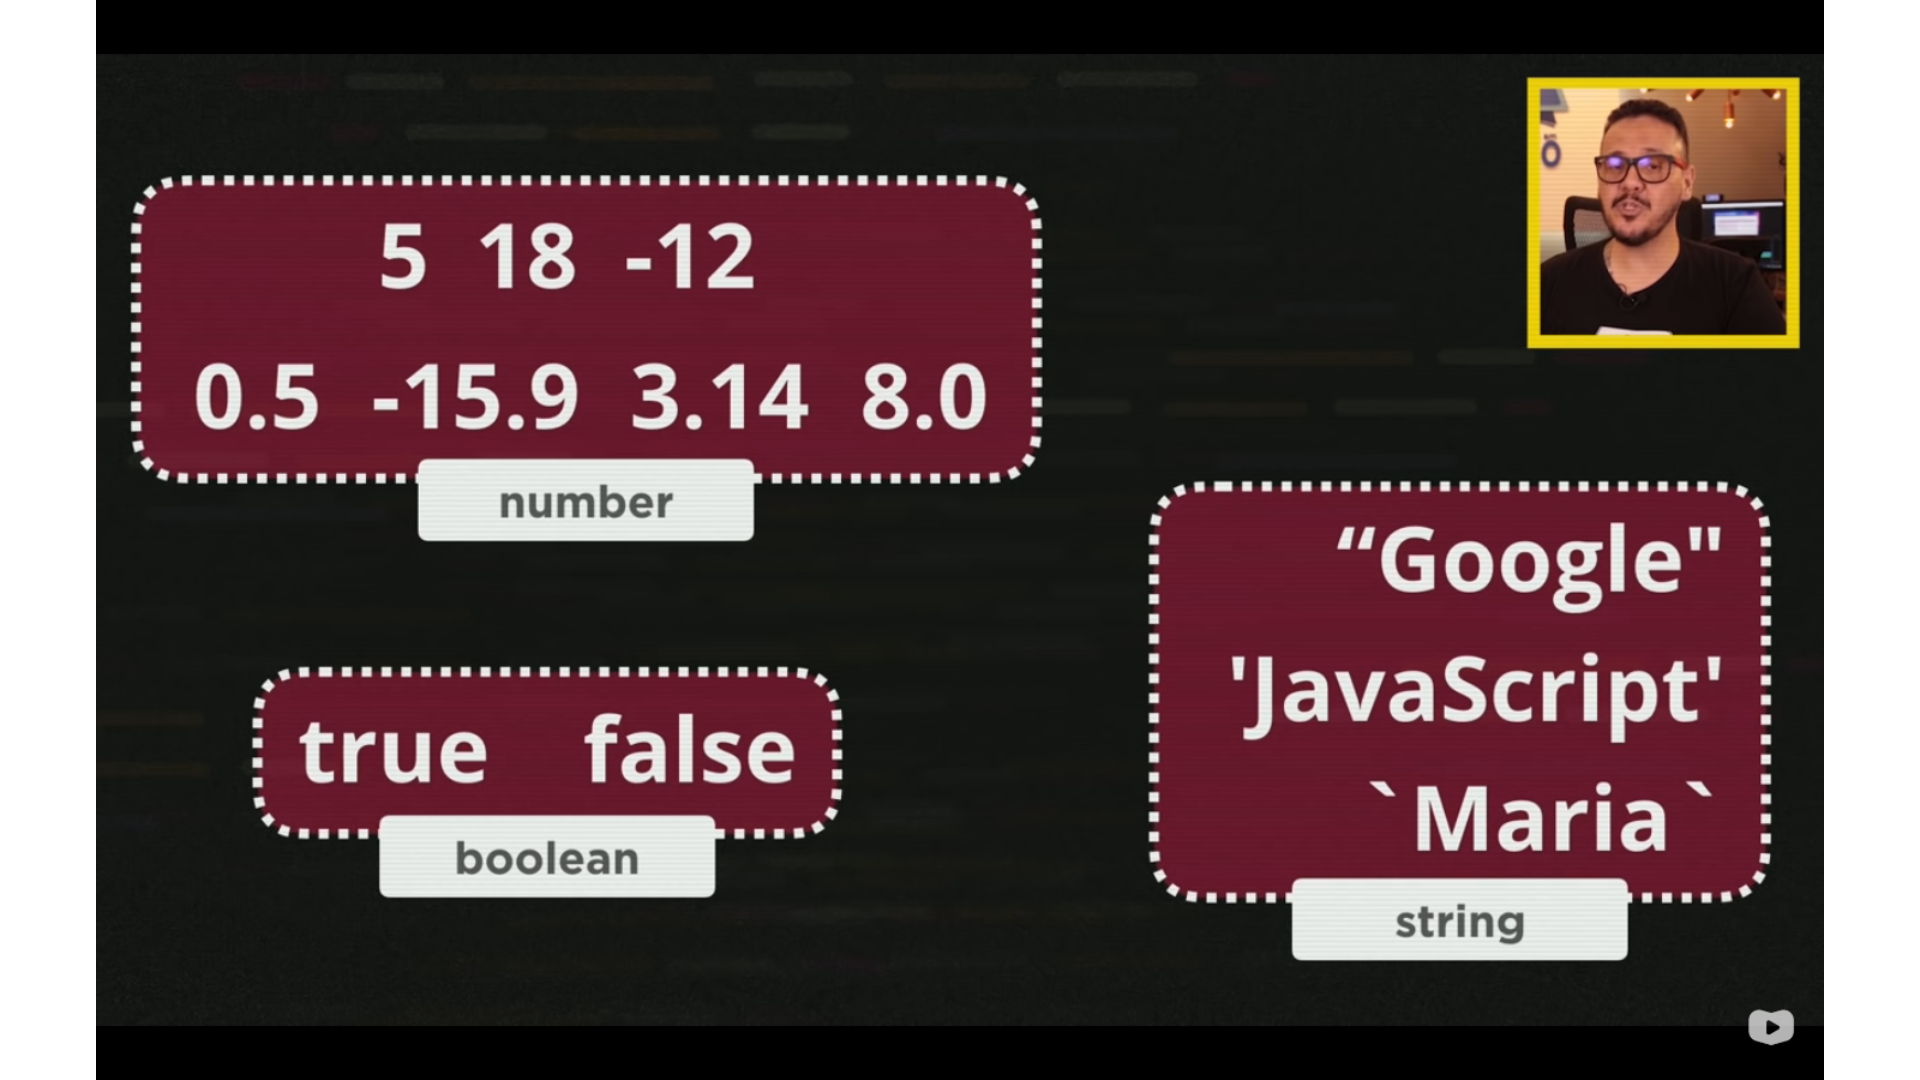 5 18 -12
0.5 -15.9 3.14 8.0
number
true false
boolean
“Google"
'JavaScript'
`Maria`
string